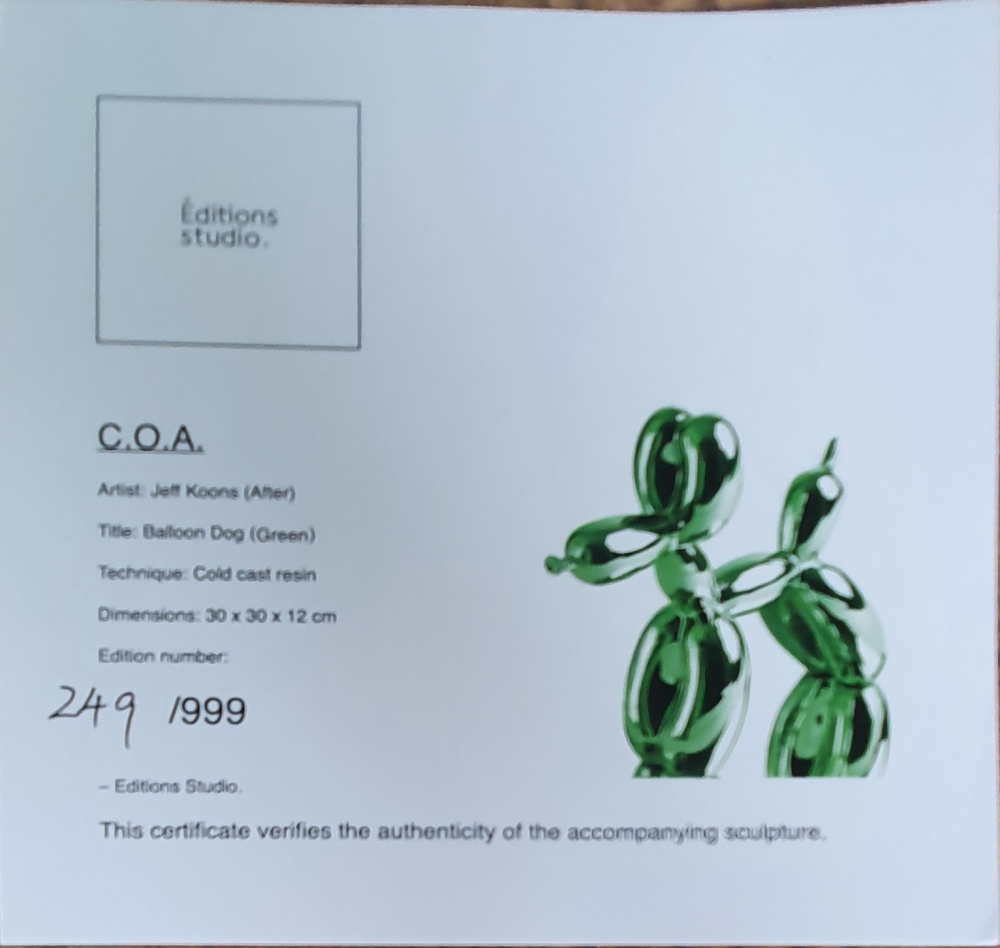 Éditions
studio.
C.O.A.
Artist: Jeff Koons (After)
Title: Balloon Dog (Green)
Technique: Cold cast resin
Dimensions: 30 x 30 x 12 cm
Edition number:
249 /999
– Editions Studio.
This certificate verifies the authenticity of the accompanying sculpture.